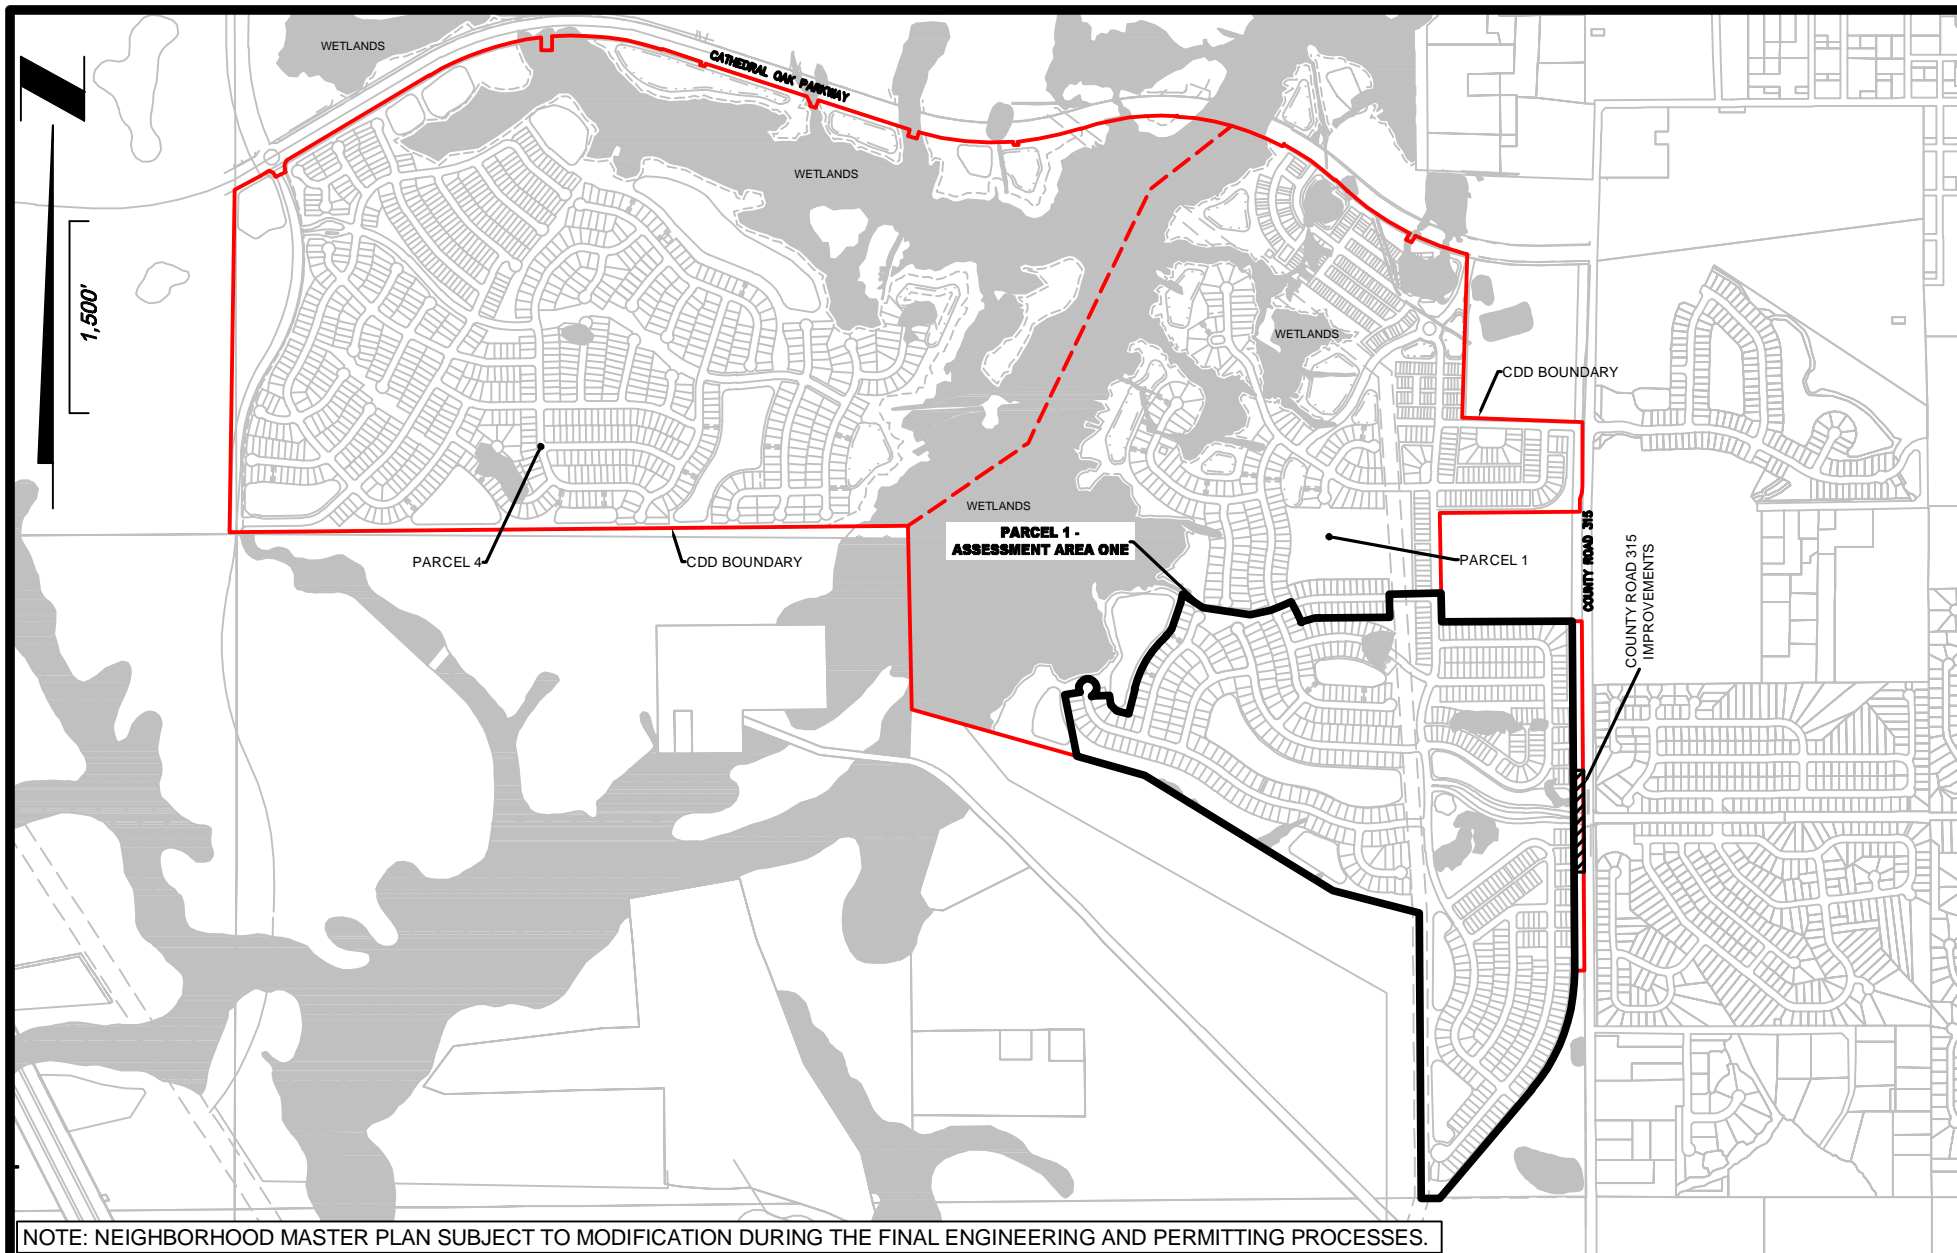 WETLANDS
CATHEDRAL OAK PARKWAY
WETLANDS
1,500'
WETLANDS
CDD BOUNDARY
WETLANDS
PARCEL 1 -
ASSESSMENT AREA ONE
PARCEL 4
CDD BOUNDARY
PARCEL 1
COUNTY ROAD 315
COUNTY ROAD 315
IMPROVEMENTS
NOTE: NEIGHBORHOOD MASTER PLAN SUBJECT TO MODIFICATION DURING THE FINAL ENGINEERING AND PERMITTING PROCESSES.